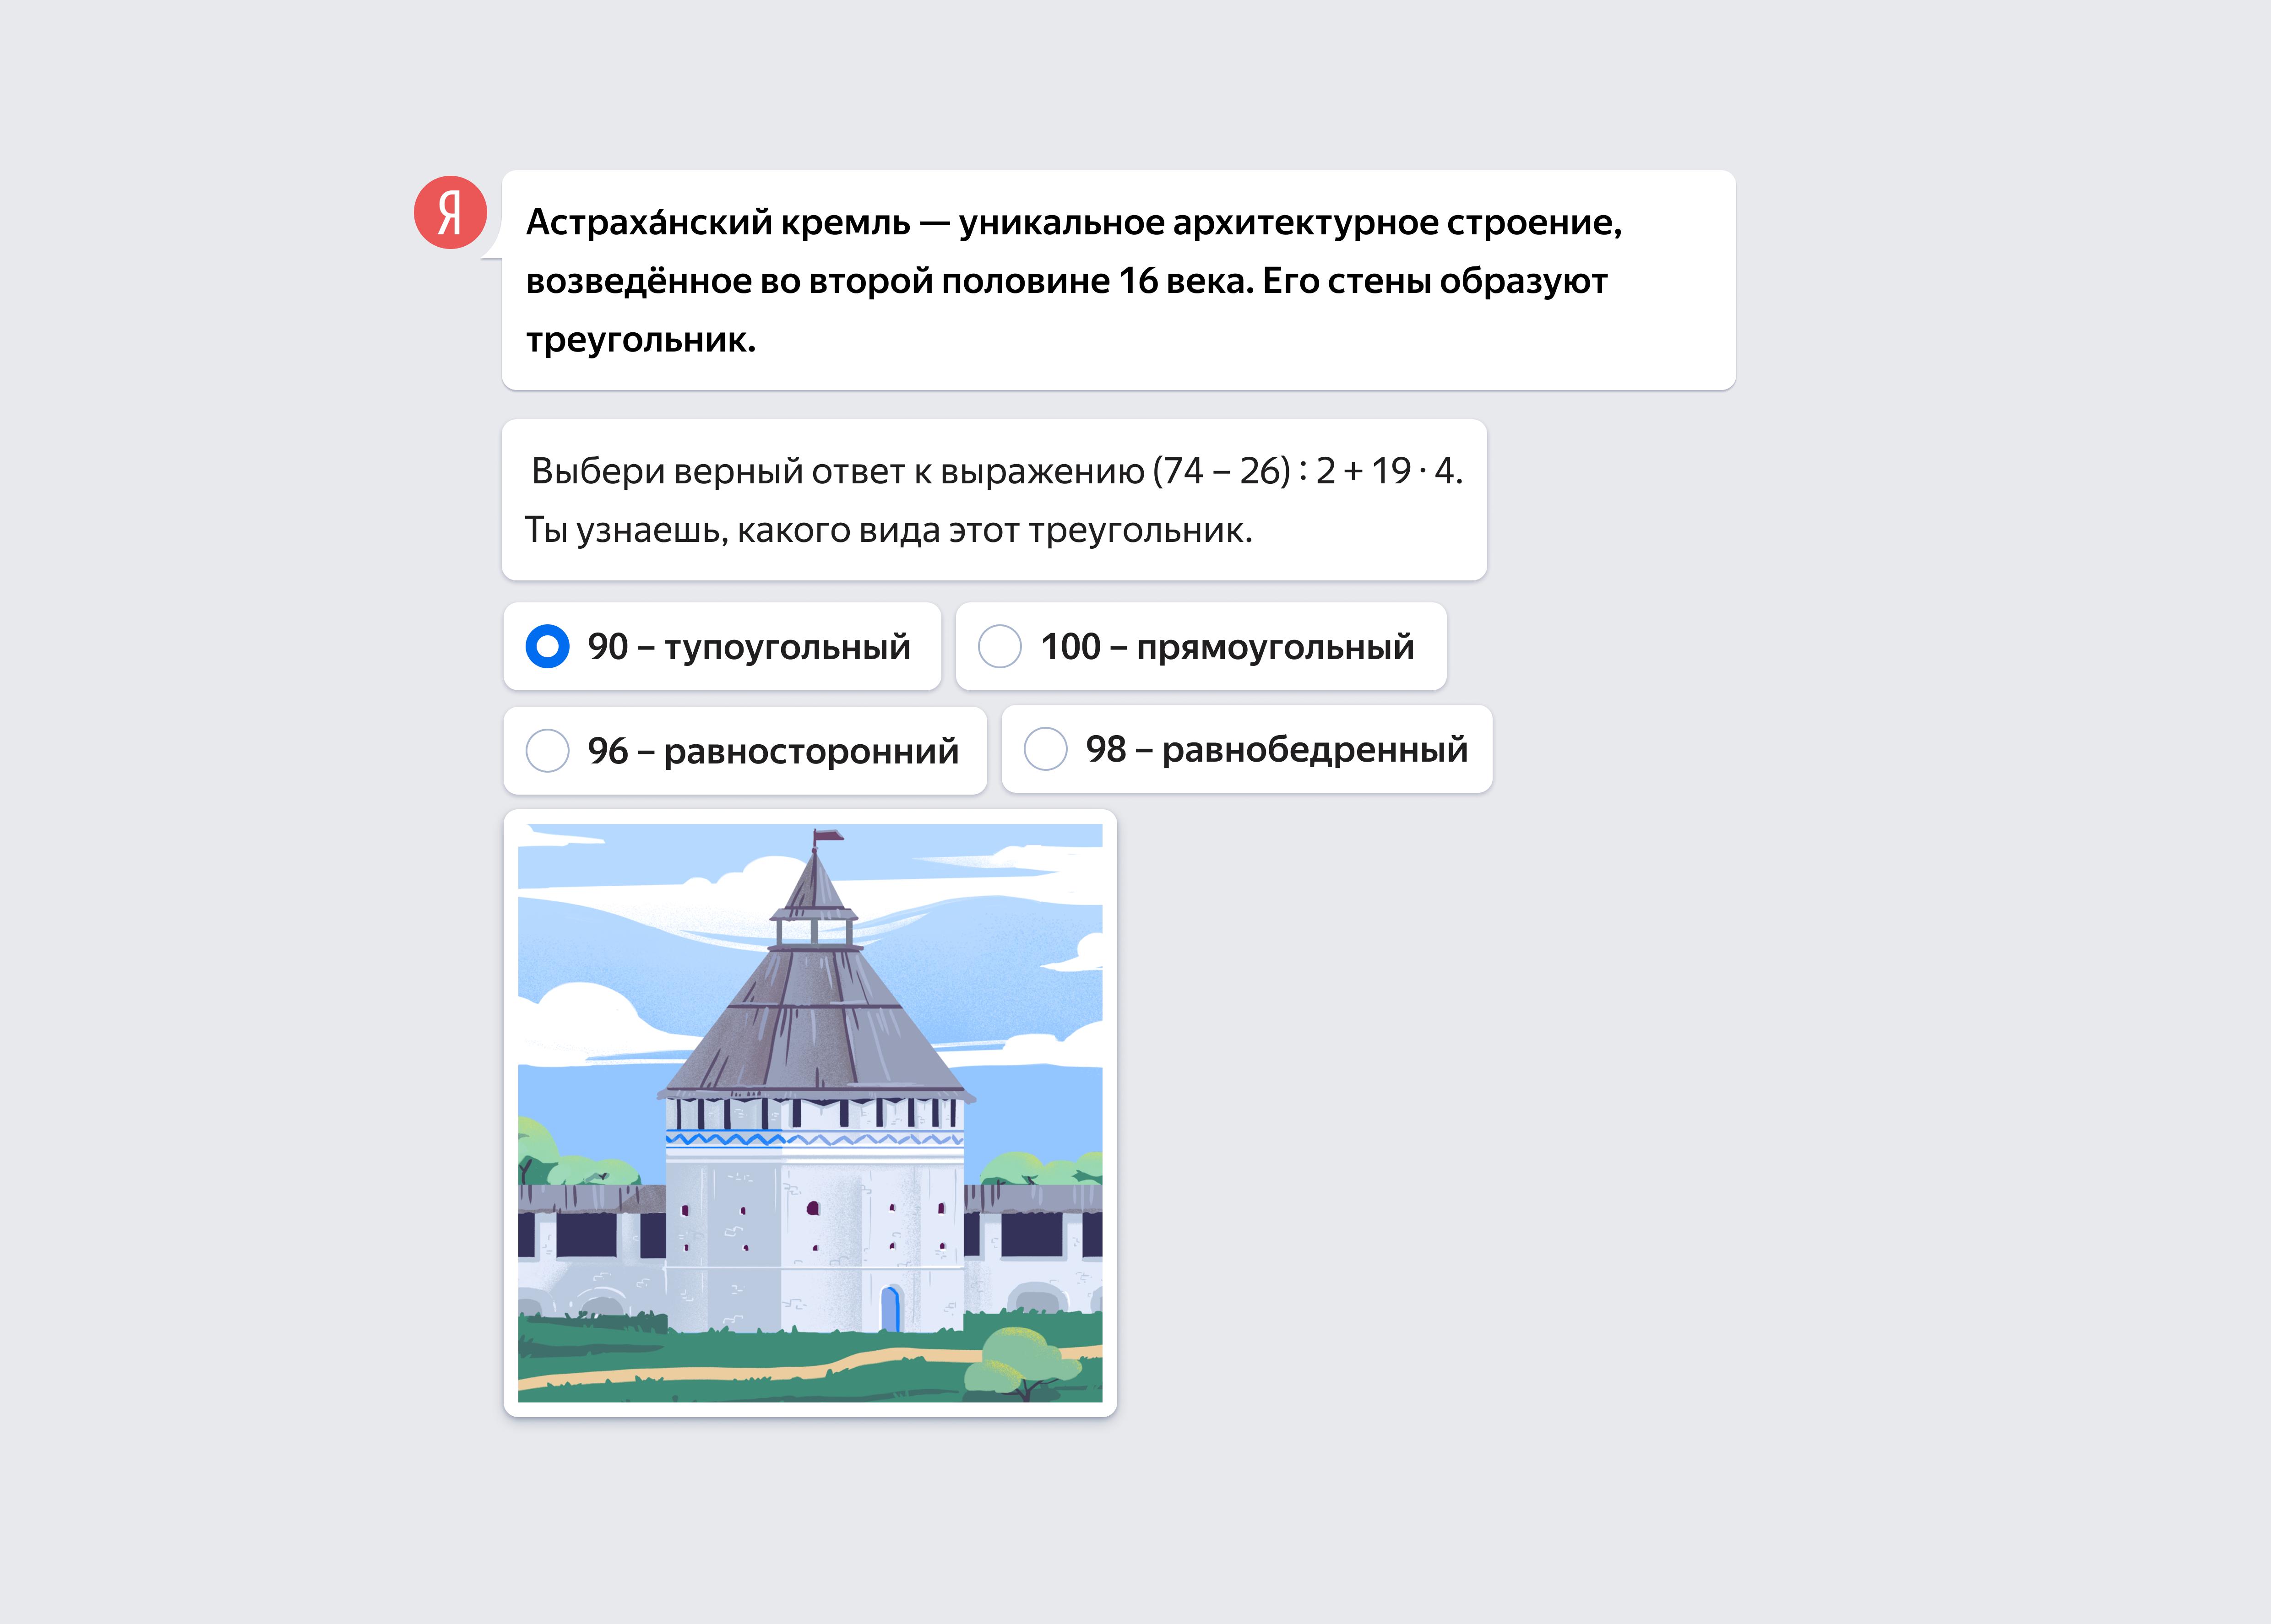 Я
Астраха́нский кремль — уникальное архитектурное строение,
возведённое во второй половине 16 века. Его стены образуют
треугольник.
Выбери верный ответ к выражению (74 – 26) : 2 + 19 · 4.
Ты узнаешь, какого вида этот треугольник.
90 – тупоугольный
100 – прямоугольный
96 – равносторонний
98 – равнобедренный